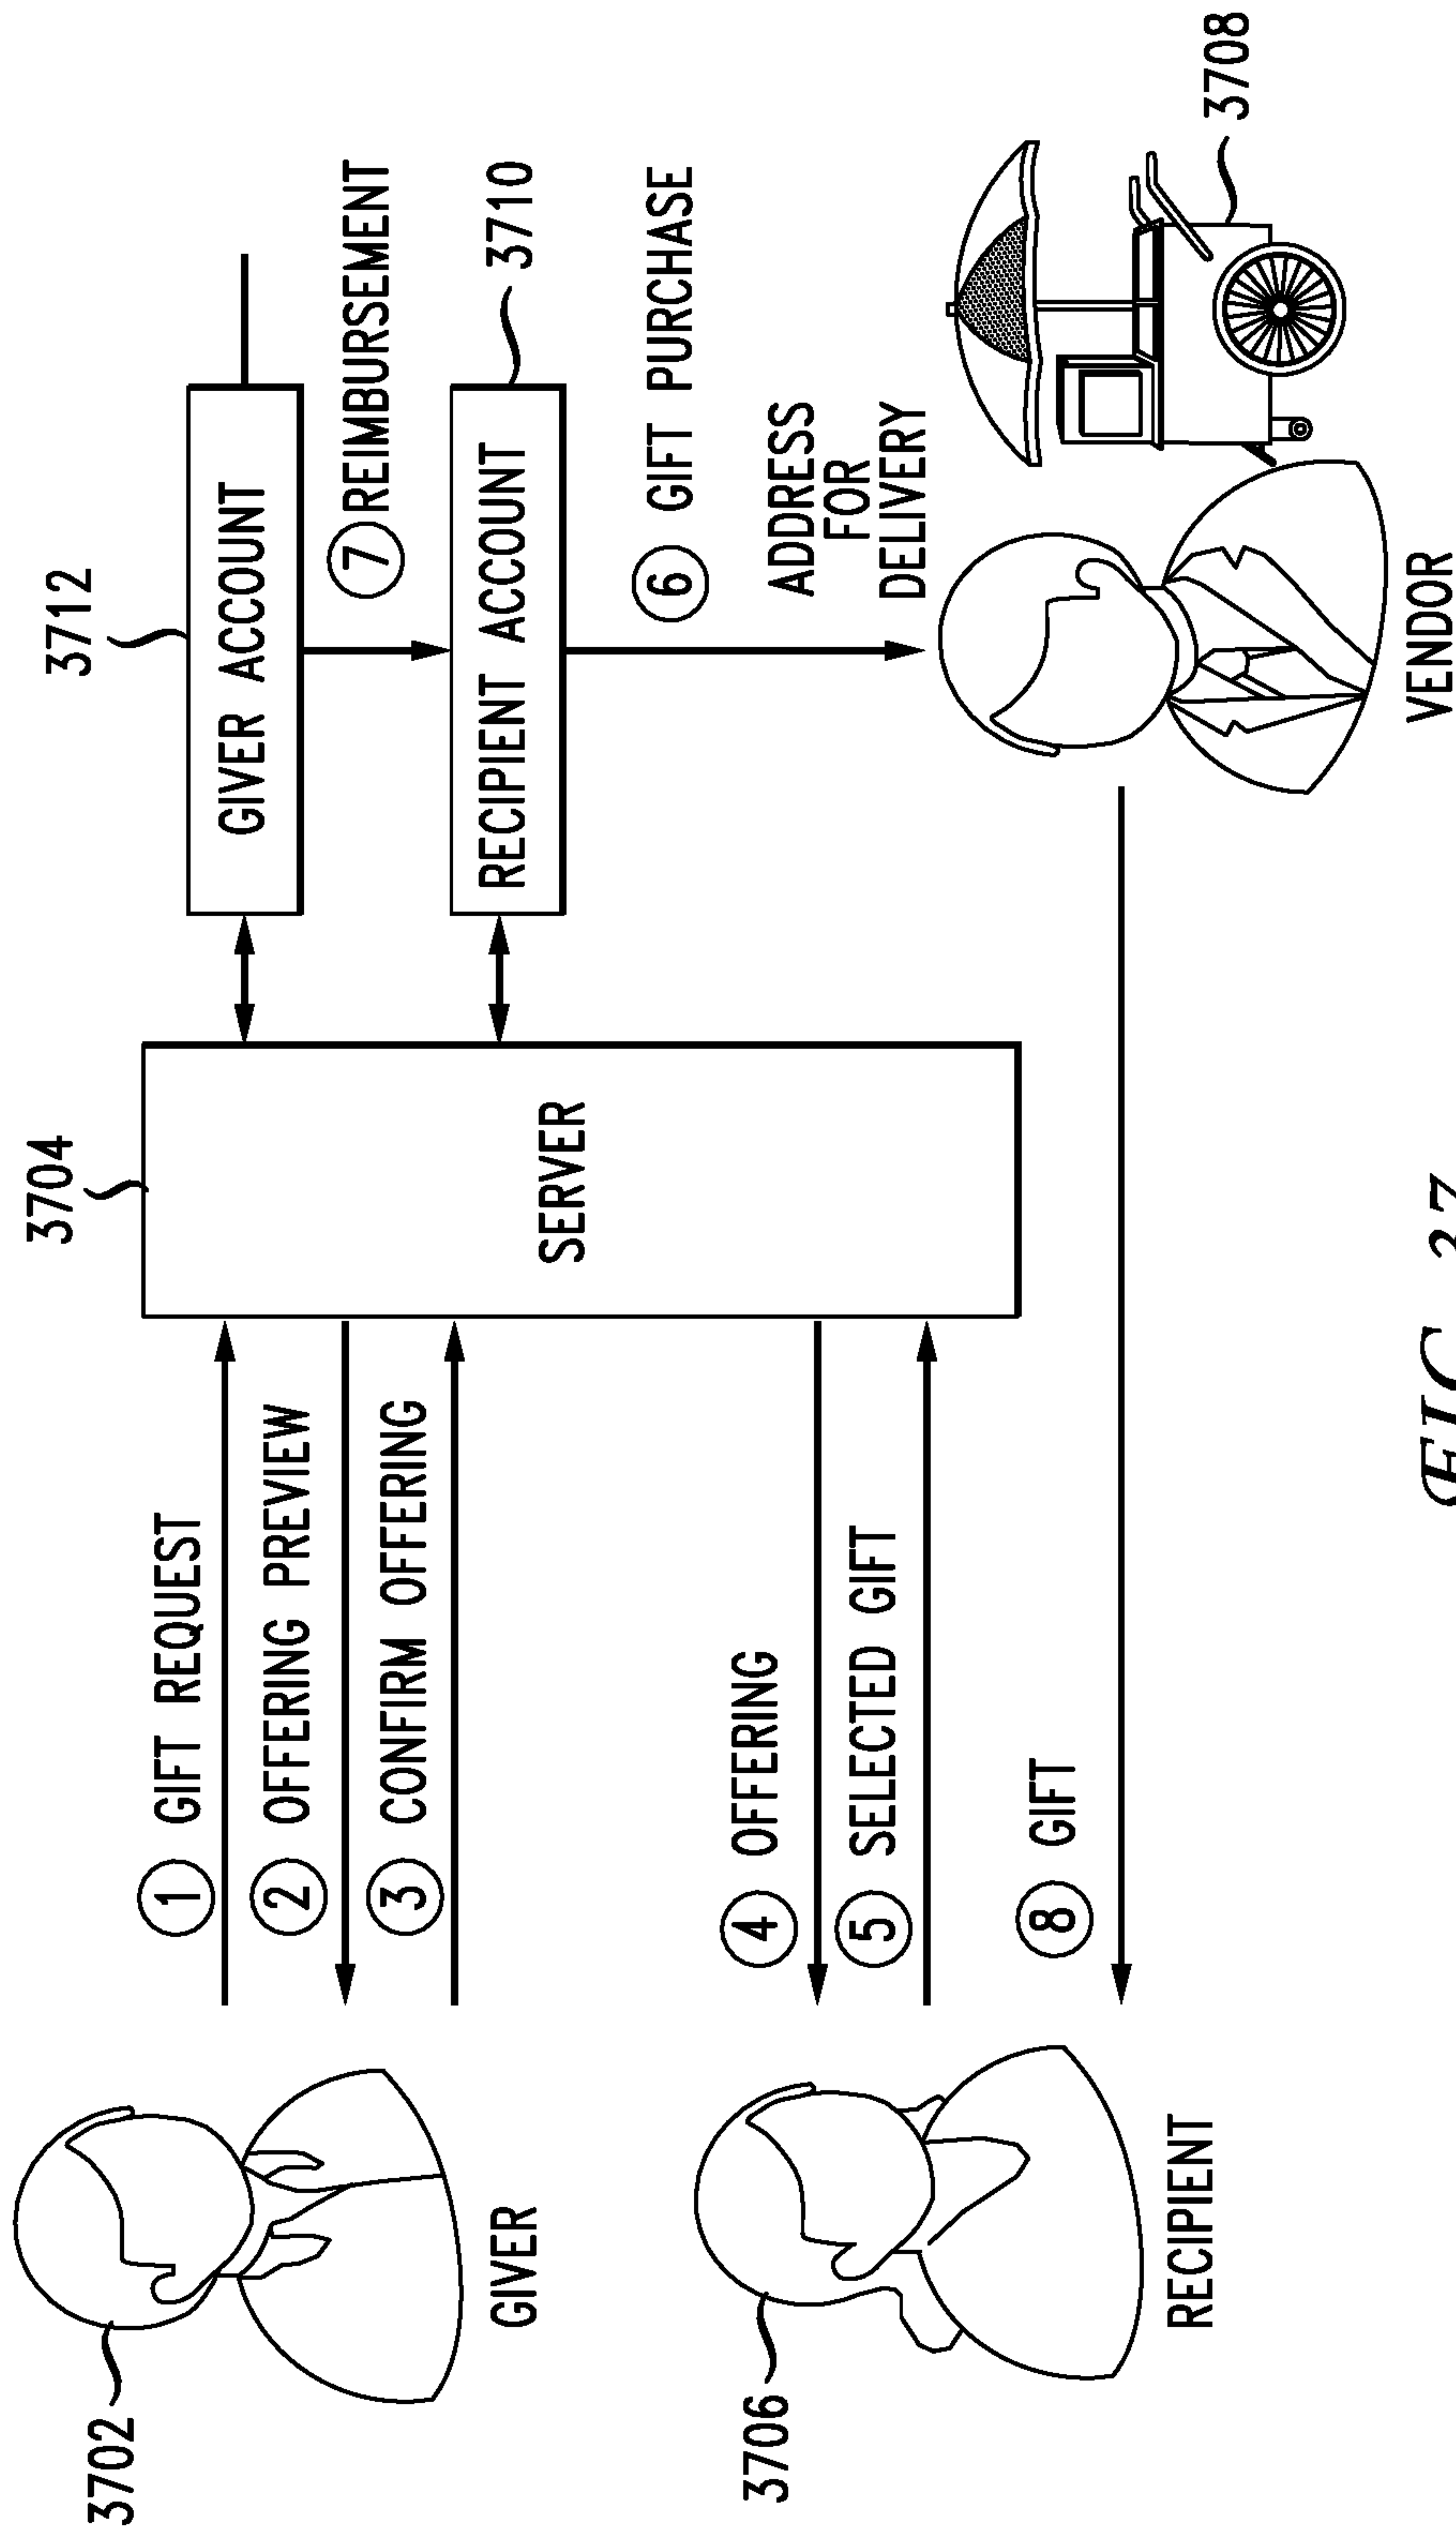 3712
3704
GIVER ACCOUNT
3702
① GIFT REQUEST
② OFFERING PREVIEW
⑦ REIMBURSEMENT
③ CONFIRM OFFERING
3710
RECIPIENT ACCOUNT
GIVER
SERVER
⑥ GIFT PURCHASE
3706
④ OFFERING
ADDRESS
FOR
DELIVERY
⑤ SELECTED GIFT
⑧ GIFT
3708
RECIPIENT
VENDOR
FIG. 37